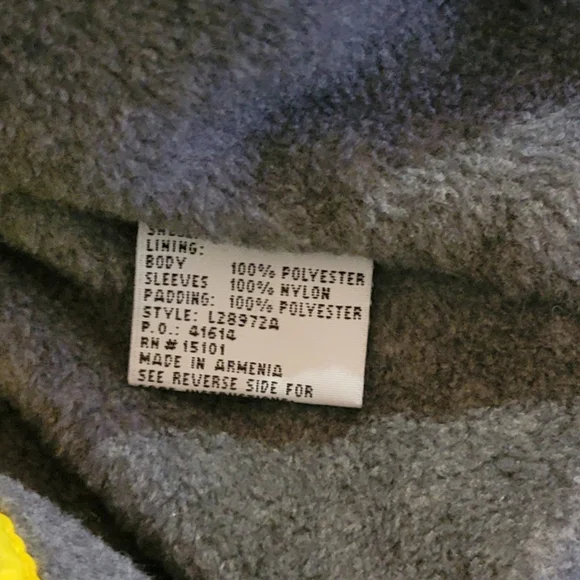 LINING:
BODY 100% POLYESTER
SLEEVES 100% NYLON
PADDING: 100% POLYESTER
STYLE: L28972A
P.O.: 41614
RN#15101
MADE IN ARMENIA
SEE REVERSE SIDE FOR